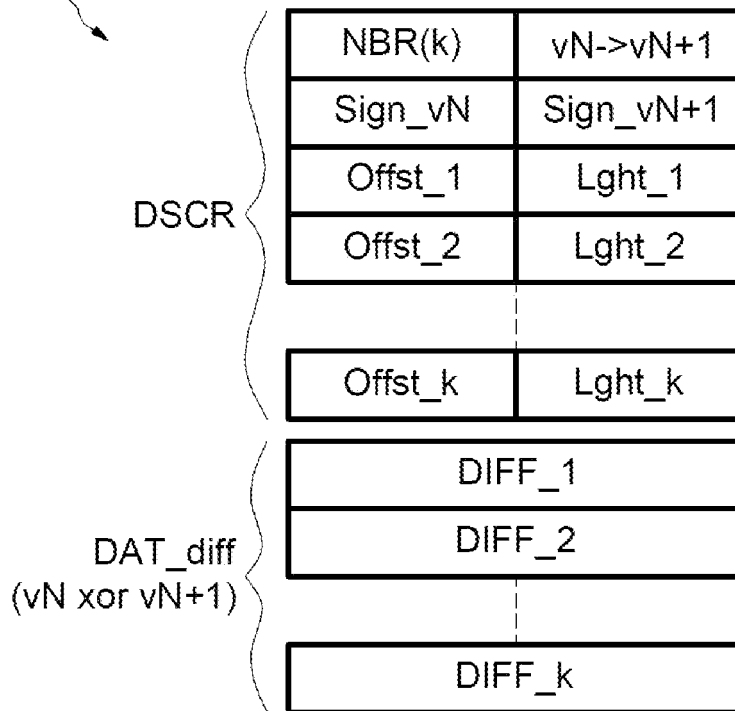 NBR(k) vN->vN+1
Sign_vN Sign_vN+1
Offst_1 Lght_1
DSCR
Offst_2 Lght_2
Offst_k Lght_k
DIFF_1
DIFF_2
DAT_diff
(vN xor vN+1)
DIFF_k